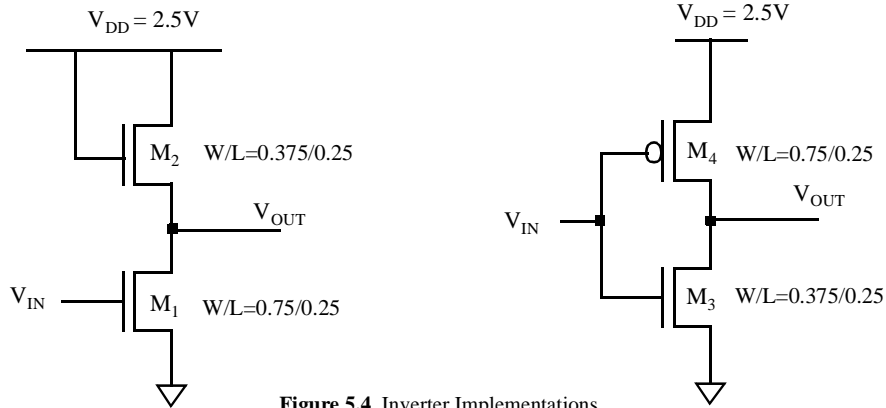 V_DD = 2.5V
M_2 W/L=0.375/0.25
V_OUT
V_IN
M_1 W/L=0.75/0.25
V_DD = 2.5V
M_4 W/L=0.75/0.25
V_OUT
V_IN
M_3 W/L=0.375/0.25
Figure 5.4 Inverter Implementations